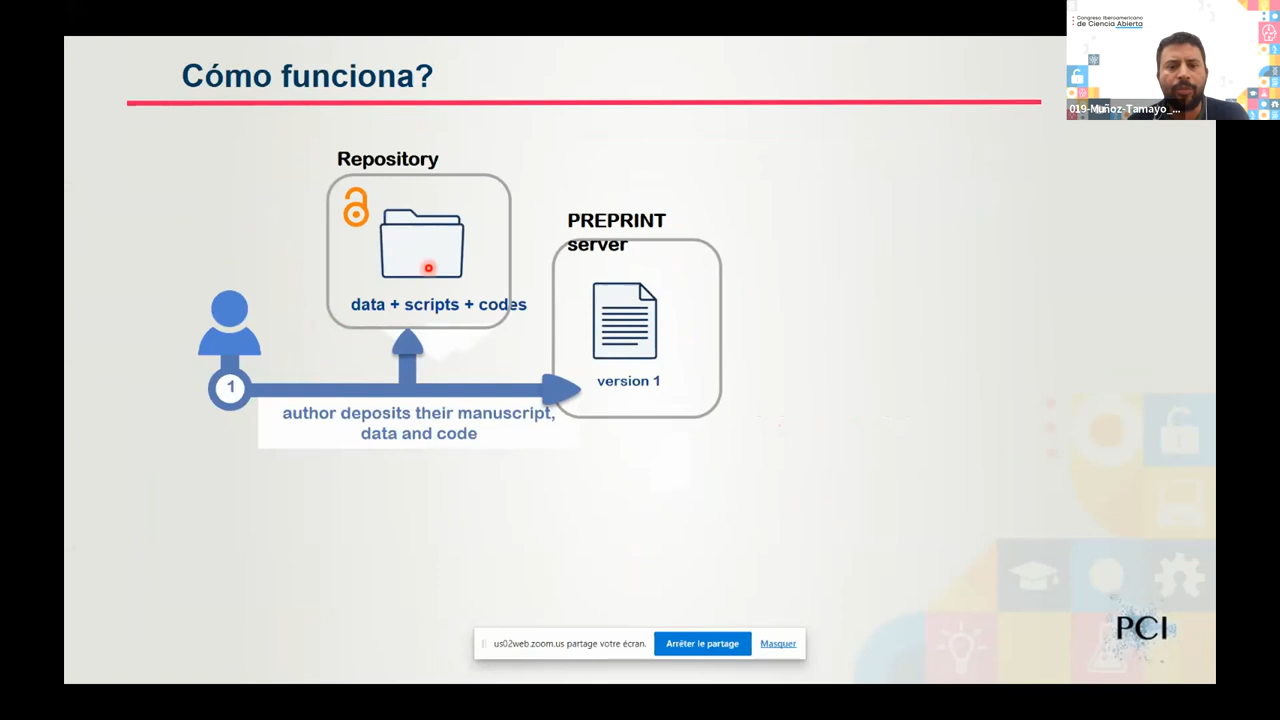 Congreso Iberoamericano
de Ciencia Abierta
019-Muñoz-Tamayo_...
Cómo funciona?
Repository
data + scripts + codes
PREPRINT
server
version 1
1
author deposits their manuscript,
data and code
PCI
us02web.zoom.us partage votre écran. Arrêter le partage Masquer